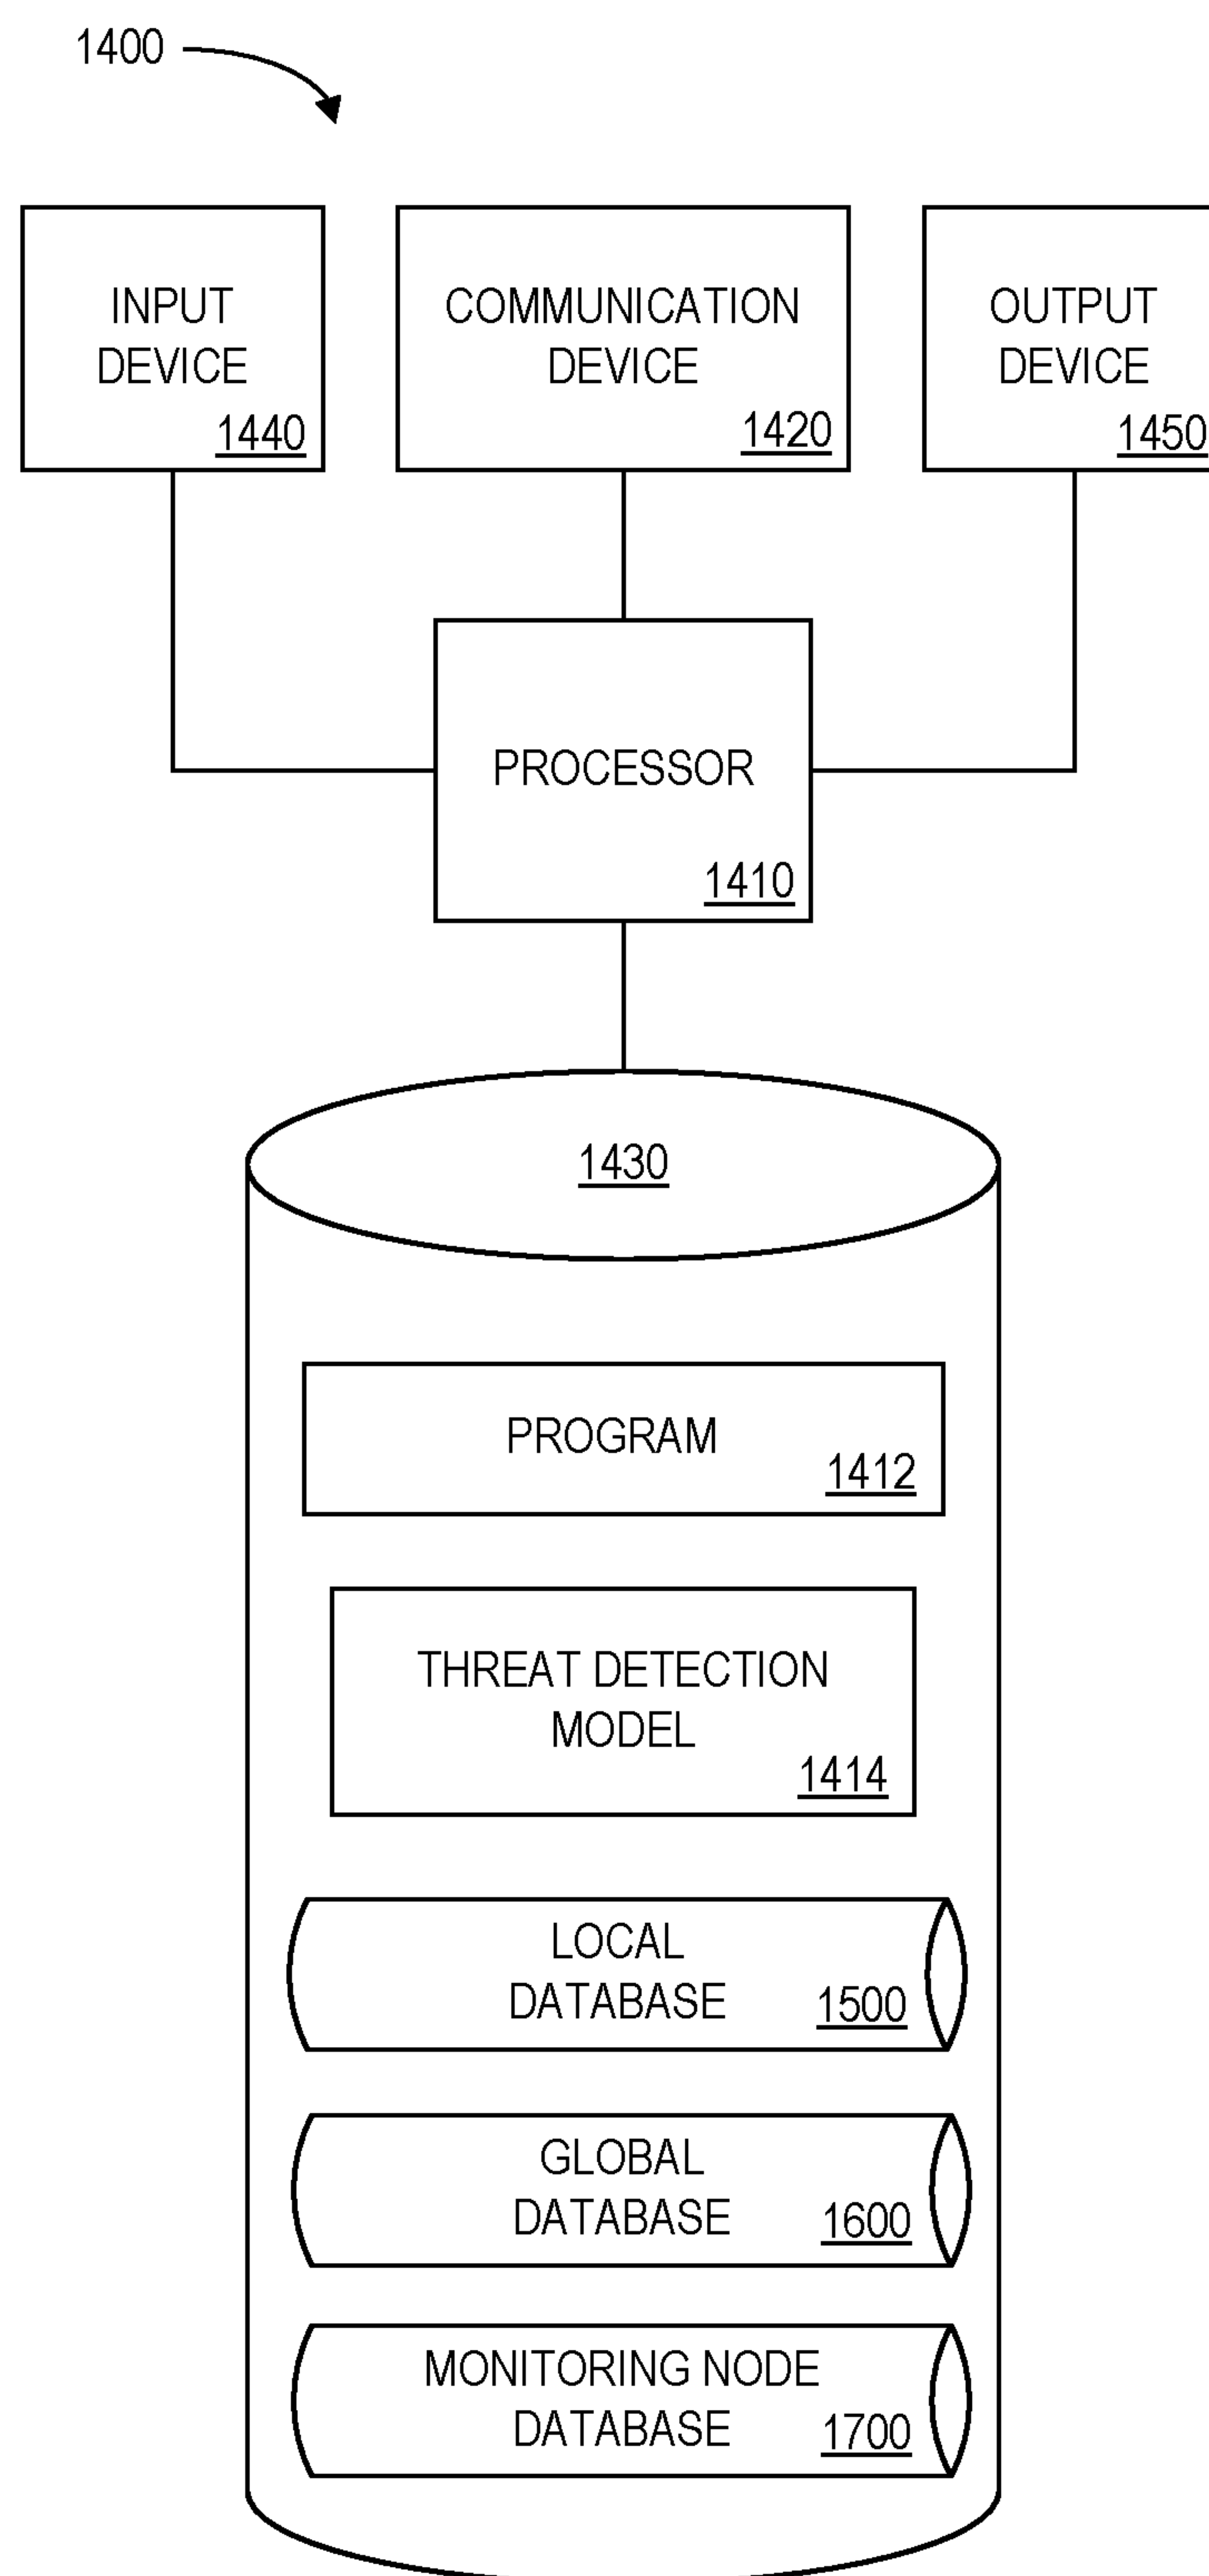 1400
INPUT
DEVICE
1440
COMMUNICATION
DEVICE
1420
OUTPUT
DEVICE
1450
PROCESSOR
1410
1430
PROGRAM
1412
THREAT DETECTION
MODEL
1414
LOCAL
DATABASE
1500
GLOBAL
DATABASE
1600
MONITORING NODE
DATABASE
1700